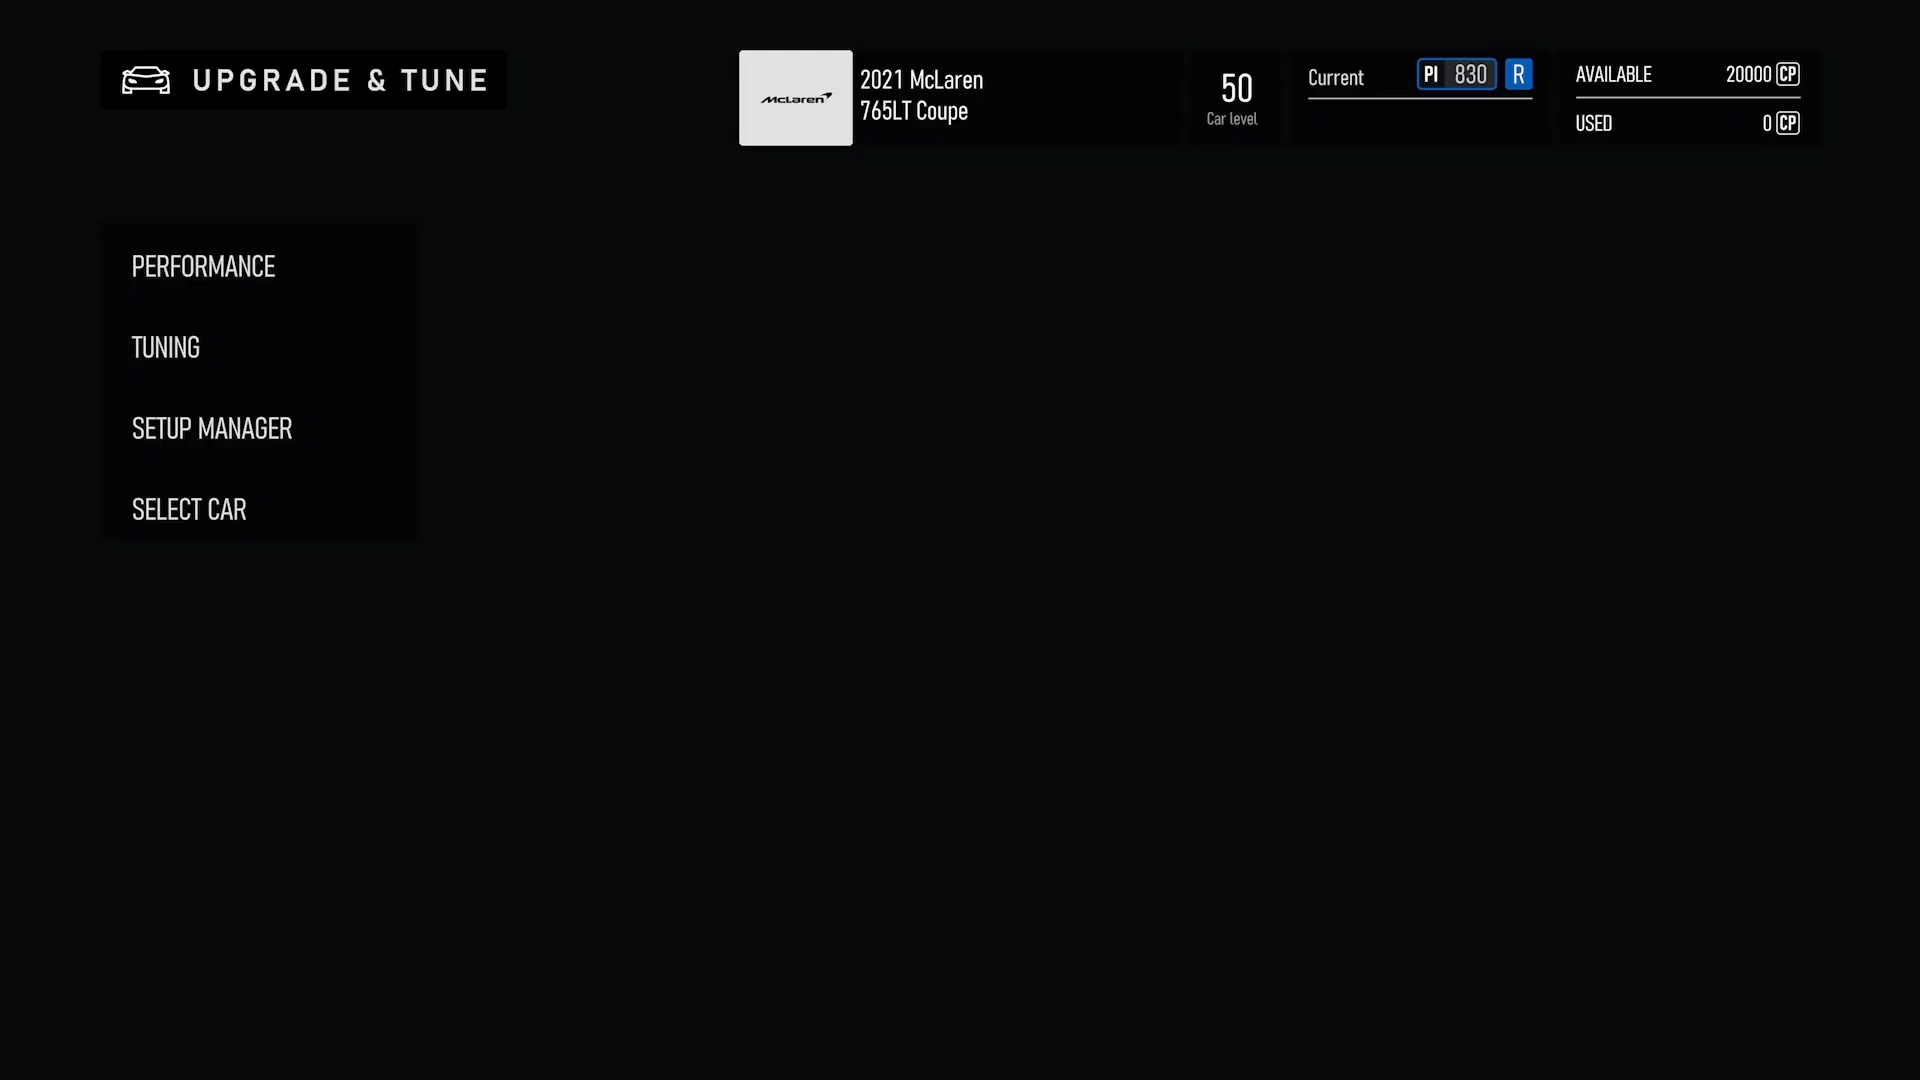 UPGRADE & TUNE
McLaren
2021 McLaren
765LT Coupe
50
Car level
Current PI 830 R
AVAILABLE 20000 CP
USED 0 CP
PERFORMANCE
TUNING
SETUP MANAGER
SELECT CAR